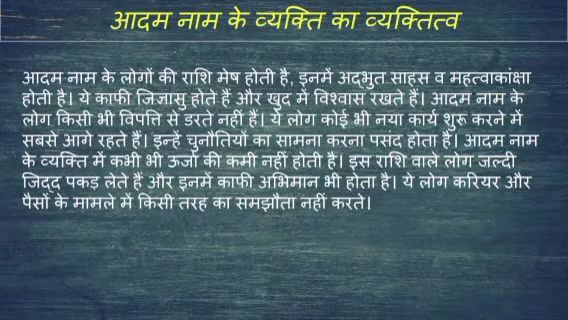 आदम नाम के व्यक्ति का व्यक्तित्व
आदम नाम के लोगों की राशि मेष होती है, इनमें अद्भुत साहस व महत्वाकांक्षा
होती है। ये काफी जिज्ञासु होते हैं और खुद में विश्वास रखते हैं। आदम नाम के
लोग किसी भी विपत्ति से डरते नहीं हैं। ये लोग कोई भी नया कार्य शुरू करने में
सबसे आगे रहते हैं। इन्हें चुनौतियों का सामना करना पसंद होता है। आदम नाम
के व्यक्ति में कभी भी ऊर्जा की कमी नहीं होती है। इस राशि वाले लोग जल्दी
जिद्द पकड़ लेते हैं और इनमें काफी अभिमान भी होता है। ये लोग करियर और
पैसों के मामले में किसी तरह का समझौता नहीं करते।